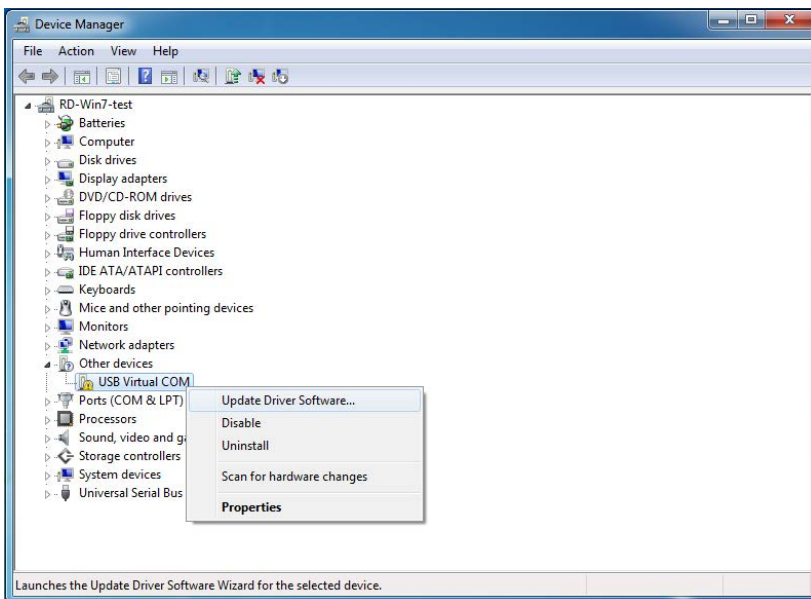 Device Manager
File Action View Help
RD-Win7-test
Batteries
Computer
Disk drives
Display adapters
DVD/CD-ROM drives
Floppy disk drives
Floppy drive controllers
Human Interface Devices
IDE ATA/ATAPI controllers
Keyboards
Mice and other pointing devices
Monitors
Network adapters
Other devices
USB Virtual COM
Ports (COM & LPT)
Update Driver Software...
Processors
Disable
Sound, video and ga
Uninstall
Storage controllers
System devices
Scan for hardware changes
Universal Serial Bus
Properties
Launches the Update Driver Software Wizard for the selected device.